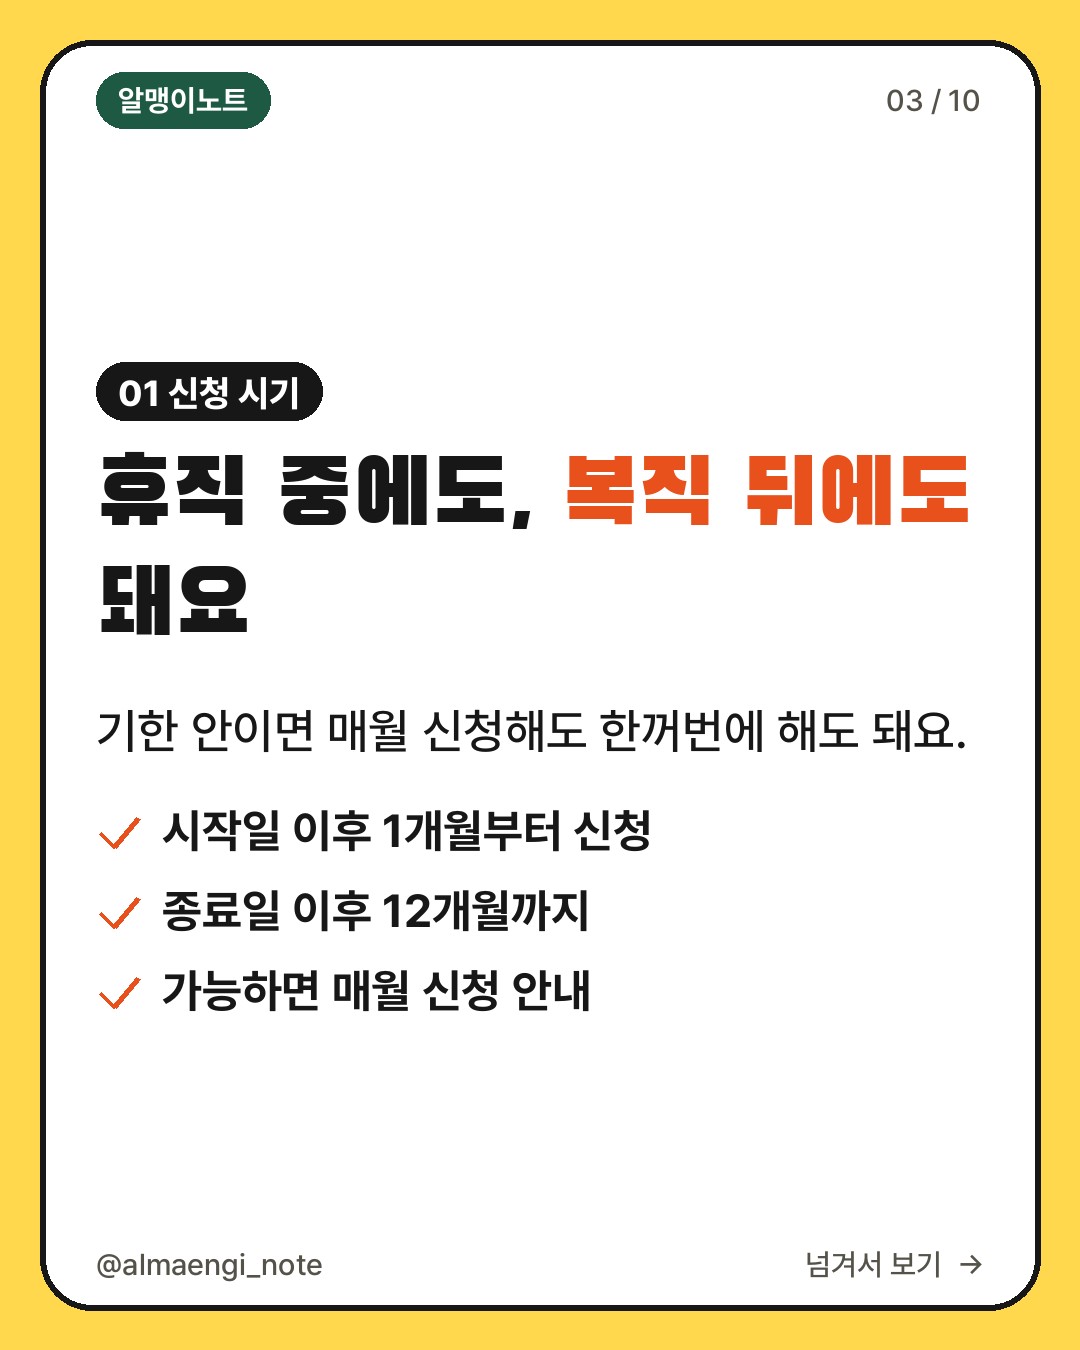 알맹이노트
03 / 10
01 신청 시기
휴직 중에도, 복직 뒤에도
돼요
기한 안이면 매월 신청해도 한꺼번에 해도 돼요.
시작일 이후 1개월부터 신청
종료일 이후 12개월까지
가능하면 매월 신청 안내
@almaengi_note
넘겨서 보기 →